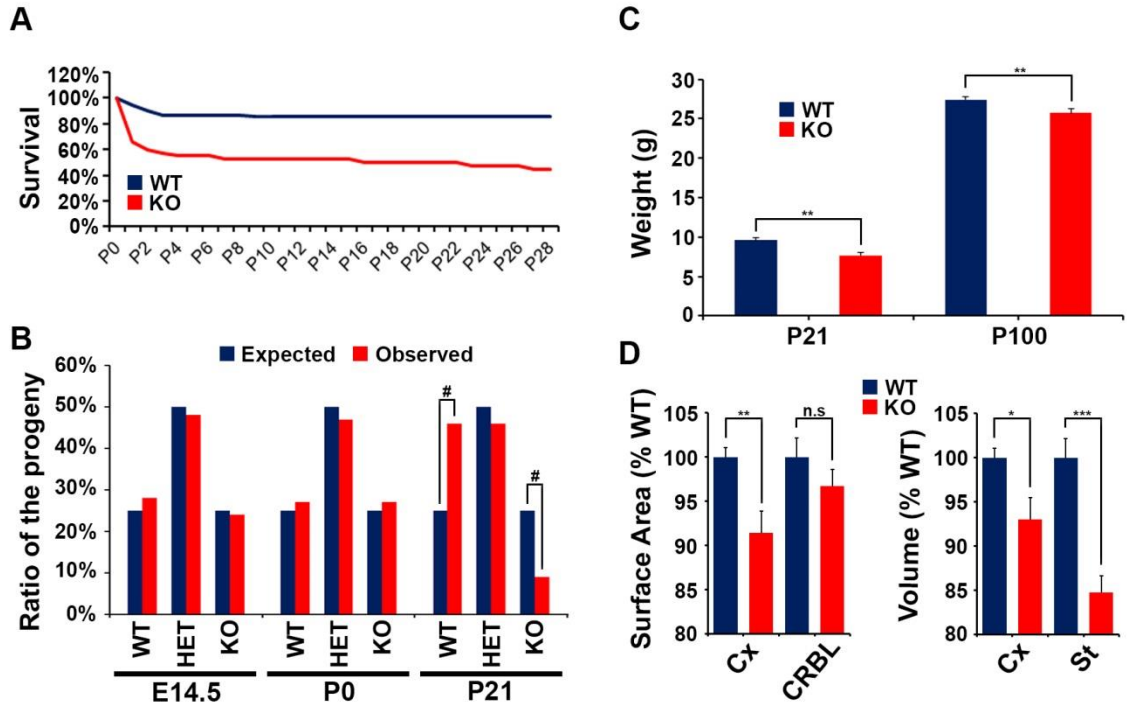 A
Survival
120%
100%
80%
60%
40%
20%
0%
WT
KO
P0
P2
P4
P6
P8
P10
P12
P14
P16
P18
P20
P22
P24
P26
P28
B
Expected Observed
Ratio of the progeny
60%
50%
40%
30%
20%
10%
0%
#
#
WT HET KO WT HET KO WT HET KO
E14.5 P0 P21
C
Weight (g)
30
25
20
15
10
5
0
WT
KO
**
**
P21 P100
D
WT
KO
Surface Area (% WT)
105
100
95
90
85
80
**
n.s
Cx CRBL
Volume (% WT)
105
100
95
90
85
80
*
***
Cx St